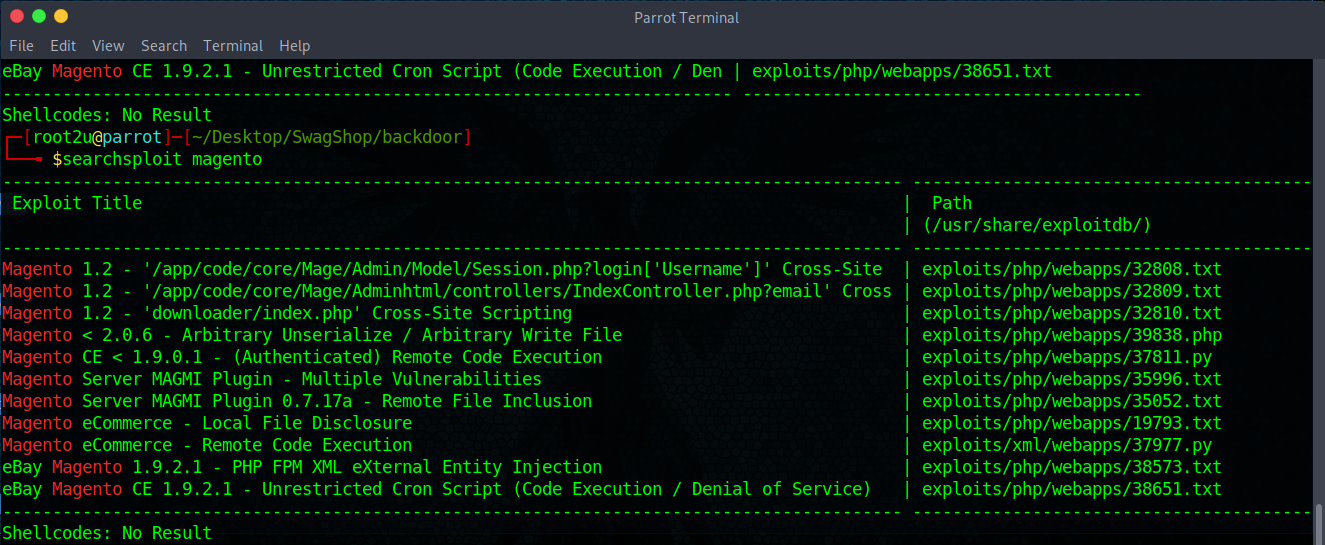 Parrot Terminal
File Edit View Search Terminal Help
eBay Magento CE 1.9.2.1 - Unrestricted Cron Script (Code Execution / Den | exploits/php/webapps/38651.txt
------------------------------------------------------------------------- ----------------------------------------
Shellcodes: No Result
┌─[root2u@parrot]─[~/Desktop/SwagShop/backdoor]
└──╼ $searchsploit magento
------------------------------------------------------------------------------------------ ----------------------------------------
Exploit Title | Path
| (/usr/share/exploitdb/)
------------------------------------------------------------------------------------------ ----------------------------------------
Magento 1.2 - '/app/code/core/Mage/Admin/Model/Session.php?login['Username']' Cross-Site | exploits/php/webapps/32808.txt
Magento 1.2 - '/app/code/core/Mage/Adminhtml/controllers/IndexController.php?email' Cross | exploits/php/webapps/32809.txt
Magento 1.2 - 'downloader/index.php' Cross-Site Scripting | exploits/php/webapps/32810.txt
Magento < 2.0.6 - Arbitrary Unserialize / Arbitrary Write File | exploits/php/webapps/39838.php
Magento CE < 1.9.0.1 - (Authenticated) Remote Code Execution | exploits/php/webapps/37811.py
Magento Server MAGMI Plugin - Multiple Vulnerabilities | exploits/php/webapps/35996.txt
Magento Server MAGMI Plugin 0.7.17a - Remote File Inclusion | exploits/php/webapps/35052.txt
Magento eCommerce - Local File Disclosure | exploits/php/webapps/19793.txt
Magento eCommerce - Remote Code Execution | exploits/xml/webapps/37977.py
eBay Magento 1.9.2.1 - PHP FPM XML eXternal Entity Injection | exploits/php/webapps/38573.txt
eBay Magento CE 1.9.2.1 - Unrestricted Cron Script (Code Execution / Denial of Service) | exploits/php/webapps/38651.txt
------------------------------------------------------------------------------------------ ----------------------------------------
Shellcodes: No Result